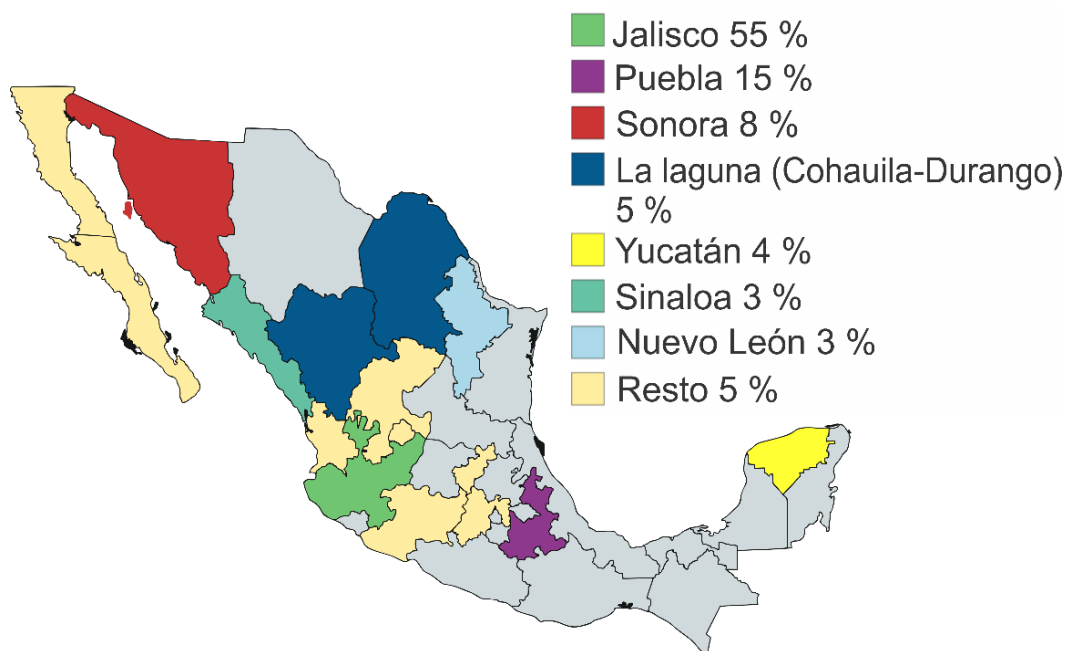 Jalisco 55 %
Puebla 15 %
Sonora 8 %
La laguna (Cohauila-Durango)
5 %
Yucatán 4 %
Sinaloa 3 %
Nuevo León 3 %
Resto 5 %